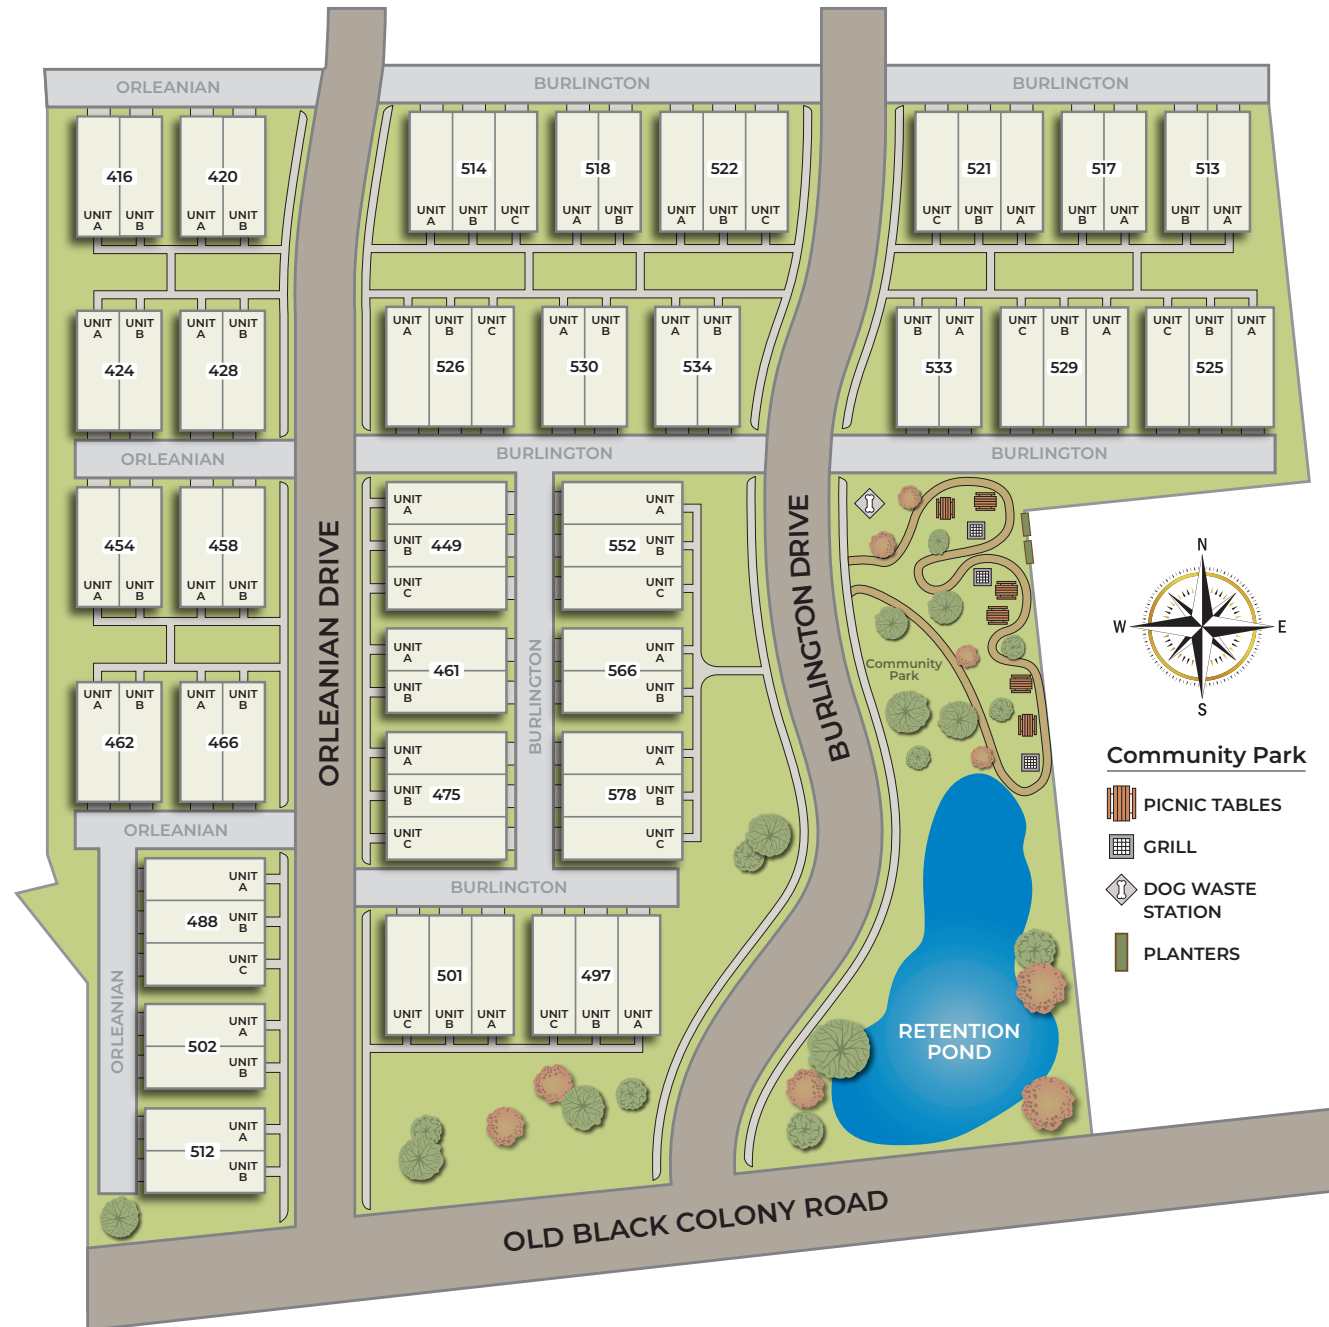 ORLEANIAN
BURLINGTON
BURLINGTON
416
UNIT A
UNIT B
420
UNIT A
UNIT B
514
UNIT A
UNIT B
UNIT C
518
UNIT A
UNIT B
522
UNIT A
UNIT B
UNIT C
521
UNIT C
UNIT B
UNIT A
517
UNIT B
UNIT A
513
UNIT B
UNIT A
UNIT A
UNIT B
424
UNIT A
UNIT B
428
UNIT A
UNIT B
UNIT C
526
UNIT A
UNIT B
530
UNIT A
UNIT B
534
UNIT B
UNIT A
533
UNIT C
UNIT B
UNIT A
529
UNIT C
UNIT B
UNIT A
525
ORLEANIAN
BURLINGTON
BURLINGTON
454
UNIT A
UNIT B
458
UNIT A
UNIT B
UNIT A
UNIT B
462
UNIT A
UNIT B
466
ORLEANIAN DRIVE
UNIT A
UNIT B
449
UNIT C
UNIT A
461
UNIT B
UNIT A
UNIT B
475
UNIT C
BURLINGTON
UNIT A
552
UNIT B
UNIT C
UNIT A
566
UNIT B
UNIT A
578
UNIT B
UNIT C
BURLINGTON DRIVE
Community
Park
N
W
E
S
Community Park
PICNIC TABLES
GRILL
DOG WASTE
STATION
PLANTERS
ORLEANIAN
ORLEANIAN
UNIT A
488
UNIT B
UNIT C
UNIT A
502
UNIT B
UNIT A
512
UNIT B
BURLINGTON
501
UNIT C
UNIT B
UNIT A
497
UNIT C
UNIT B
UNIT A
RETENTION
POND
OLD BLACK COLONY ROAD